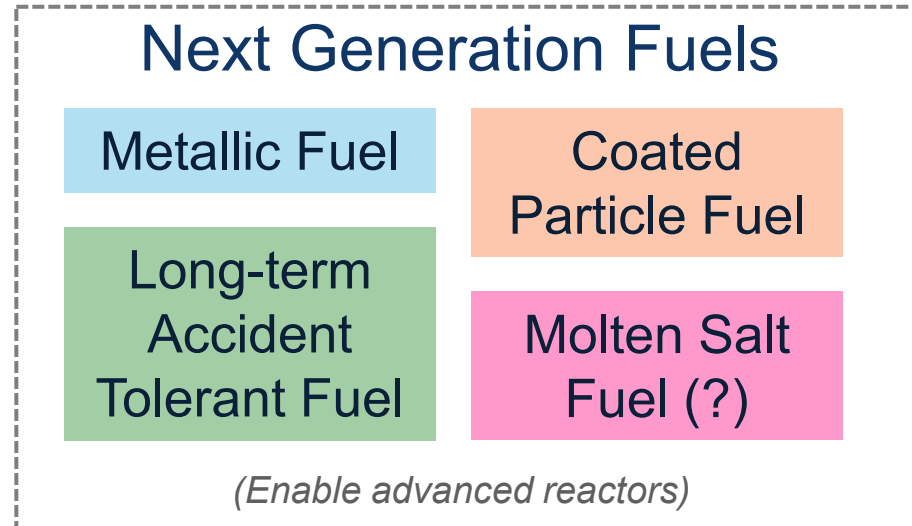 Next Generation Fuels
Metallic Fuel
Coated
Particle Fuel
Long-term
Accident
Tolerant Fuel
Molten Salt
Fuel (?)
(Enable advanced reactors)